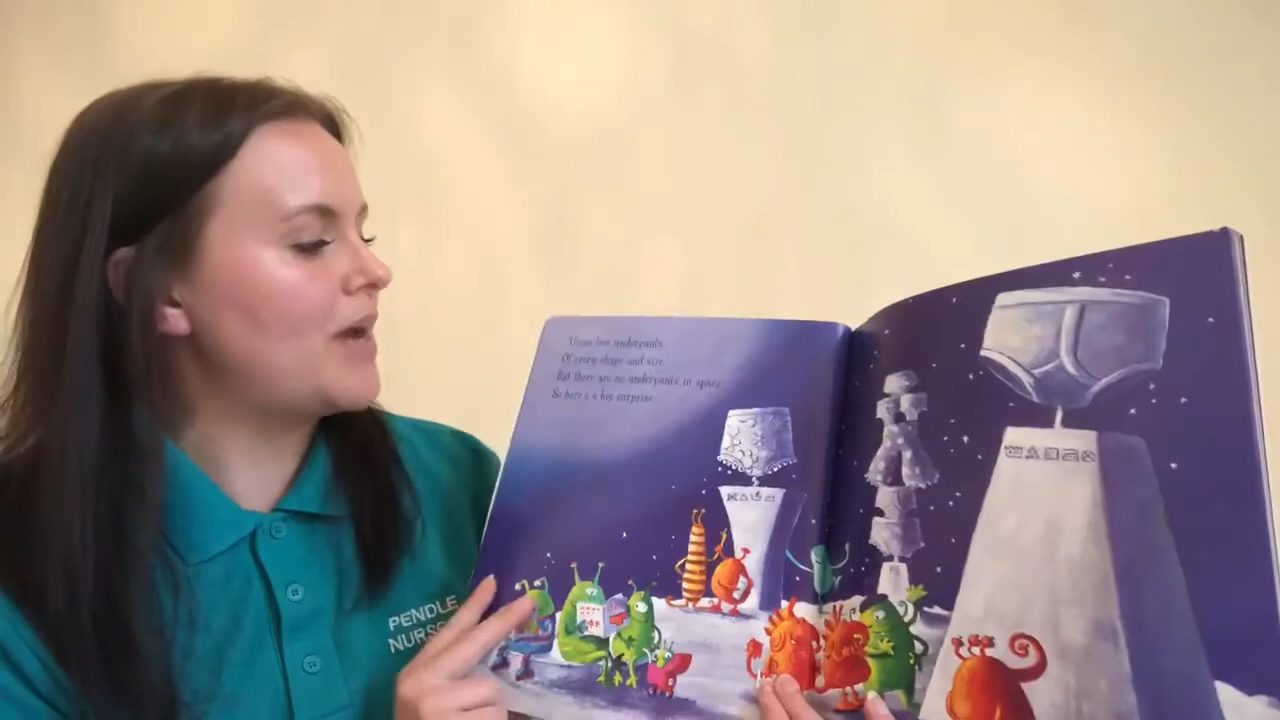 Aliens love underpants,
Of every shape and size.
But there are no underpants in space,
So here's a big surprise.
PENDLE
NURSE